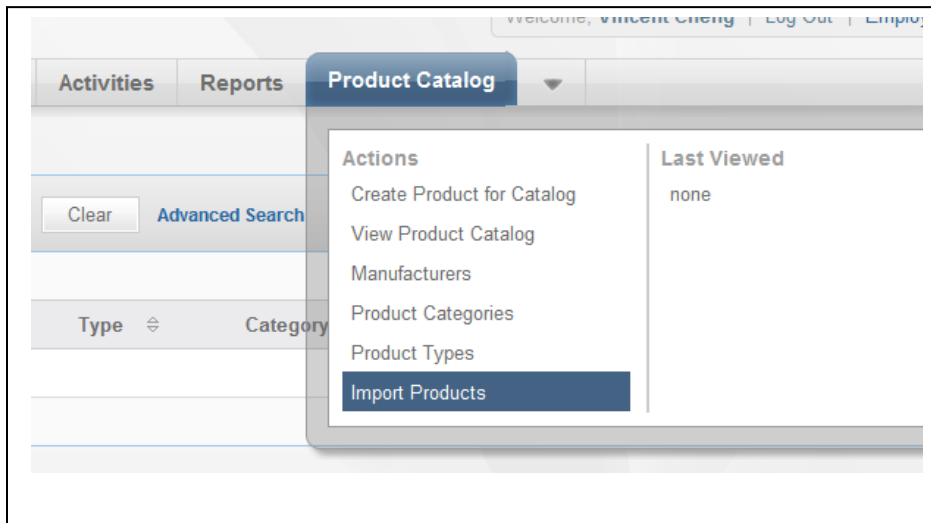 Welcome, Vincent Cheng | Log Out | Employ
Activities Reports Product Catalog
Actions Last Viewed
Create Product for Catalog none
Clear Advanced Search
View Product Catalog
Manufacturers
Product Categories
Type Category
Product Types
Import Products